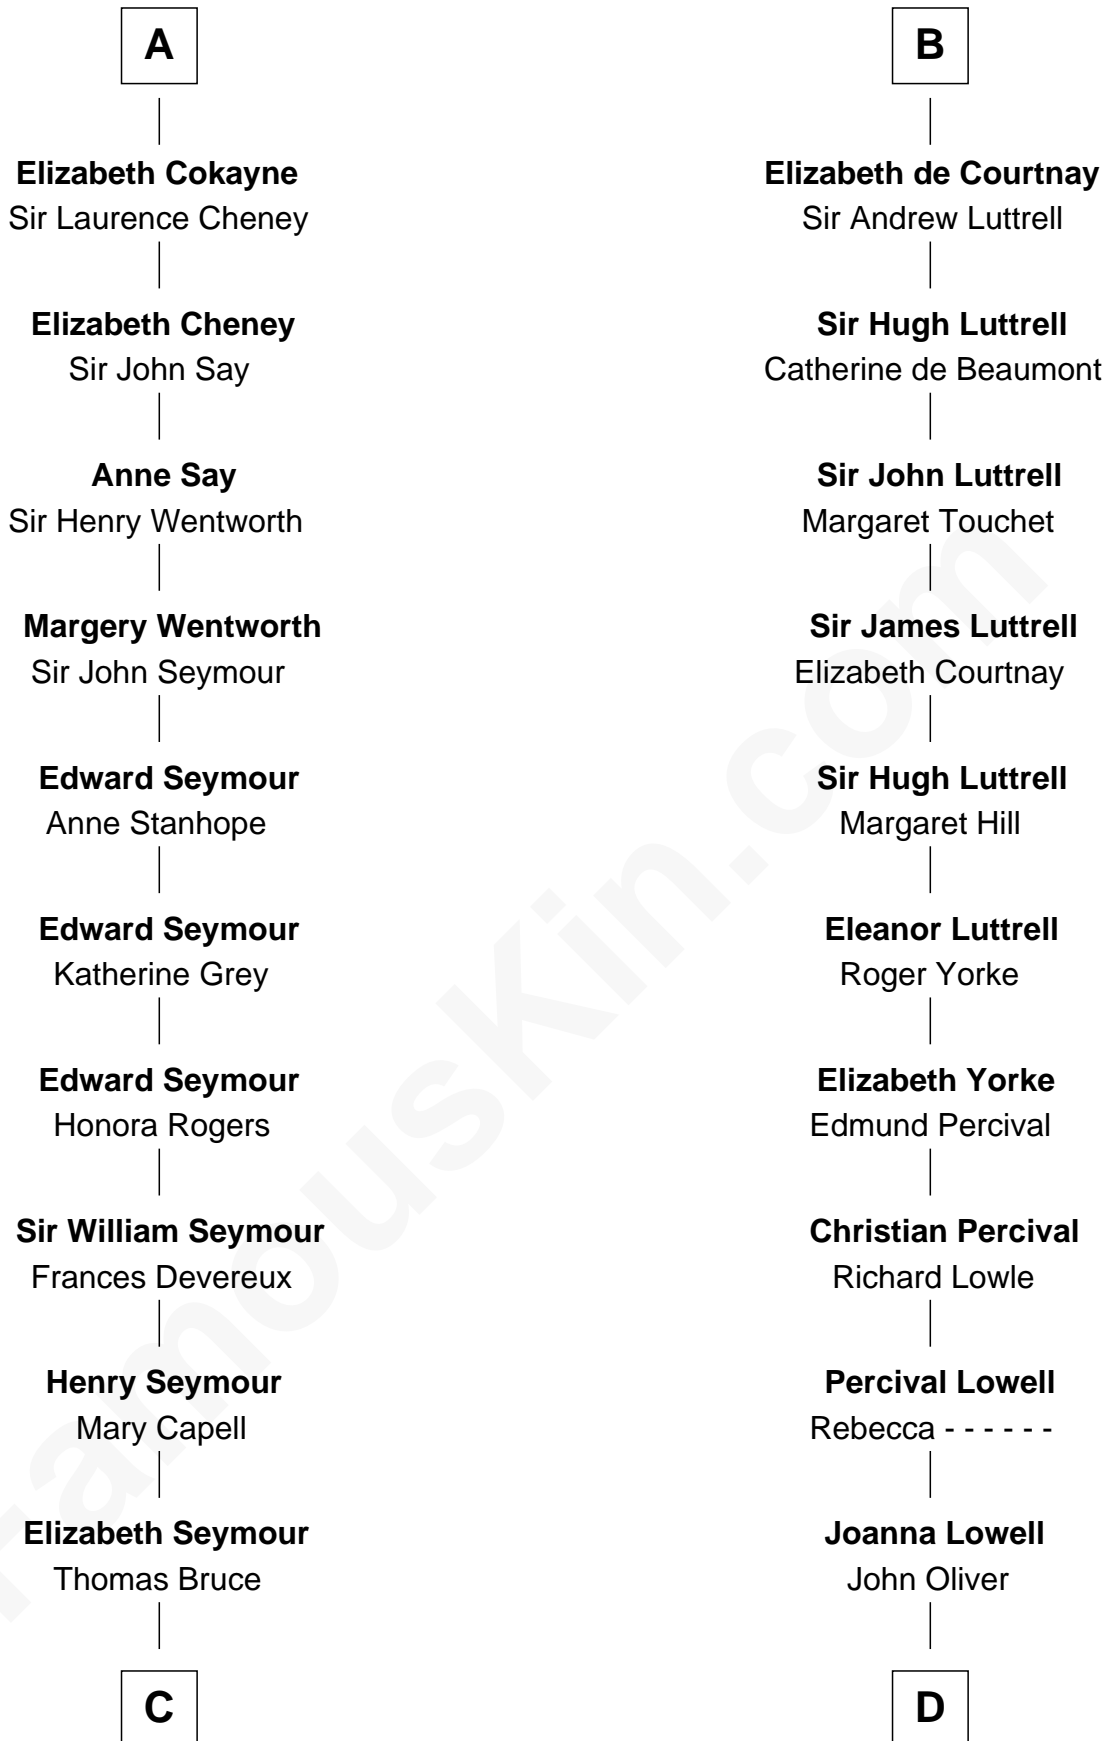 A
Elizabeth Cokayne
Sir Laurence Cheney
Elizabeth Cheney
Sir John Say
Anne Say
Sir Henry Wentworth
Margery Wentworth
Sir John Seymour
Edward Seymour
Anne Stanhope
Edward Seymour
Katherine Grey
Edward Seymour
Honora Rogers
Sir William Seymour
Frances Devereux
Henry Seymour
Mary Capell
Elizabeth Seymour
Thomas Bruce
C
B
Elizabeth de Courtnay
Sir Andrew Luttrell
Sir Hugh Luttrell
Catherine de Beaumont
Sir John Luttrell
Margaret Touchet
Sir James Luttrell
Elizabeth Courtnay
Sir Hugh Luttrell
Margaret Hill
Eleanor Luttrell
Roger Yorke
Elizabeth Yorke
Edmund Percival
Christian Percival
Richard Lowle
Percival Lowell
Rebecca - - - - - -
Joanna Lowell
John Oliver
D
FamousKin.com